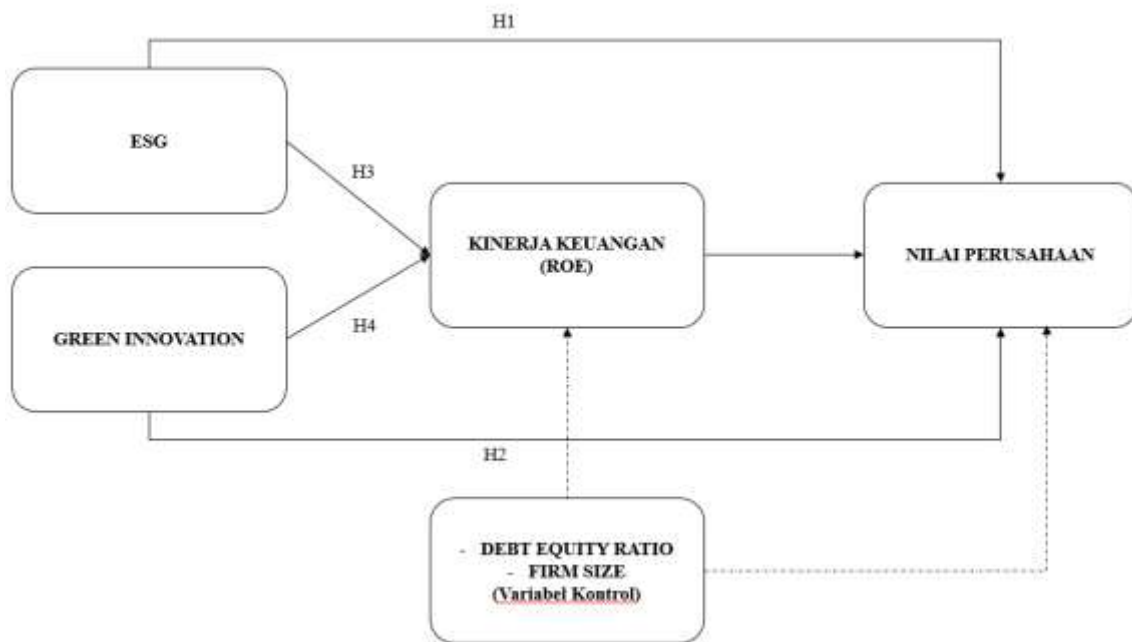 H1
ESG
H3
KINERJA KEUANGAN
(ROE)
NILAI PERUSAHAAN
H4
GREEN INNOVATION
H2
- DEBT EQUITY RATIO
- FIRM SIZE
(Variabel Kontrol)